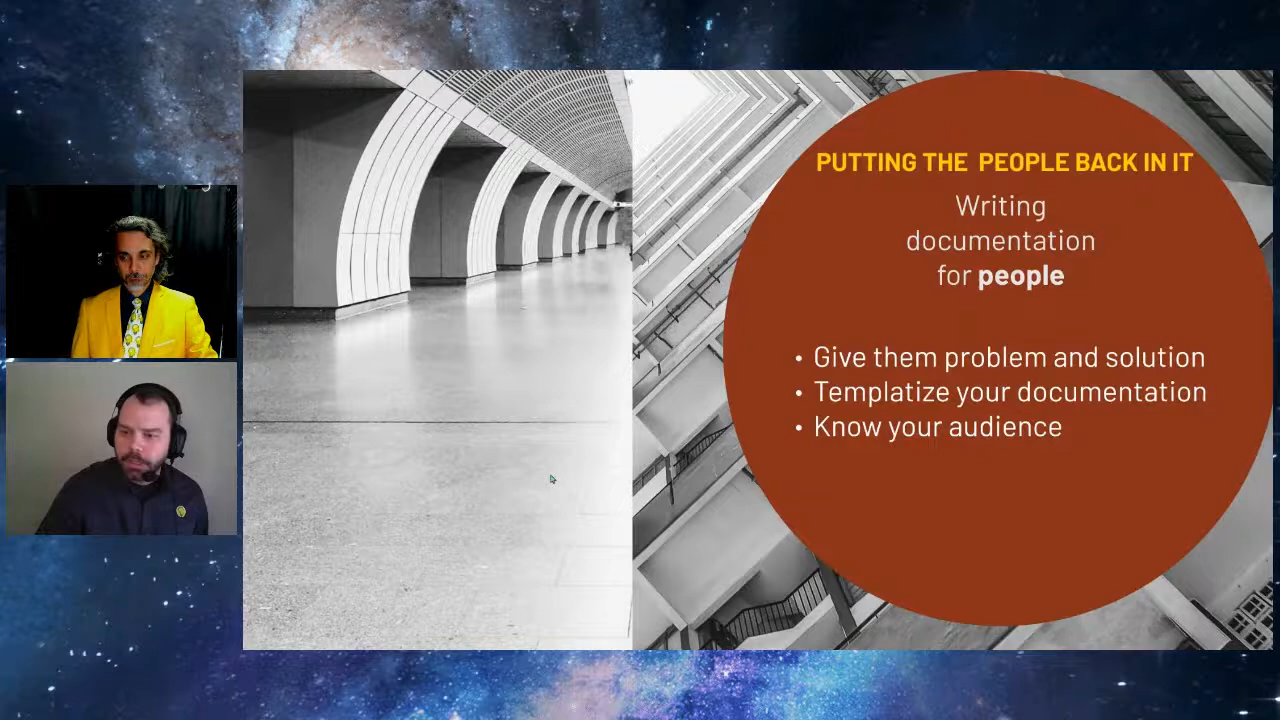 PUTTING THE PEOPLE BACK IN IT
Writing
documentation
for people
• Give them problem and solution
• Templatize your documentation
• Know your audience